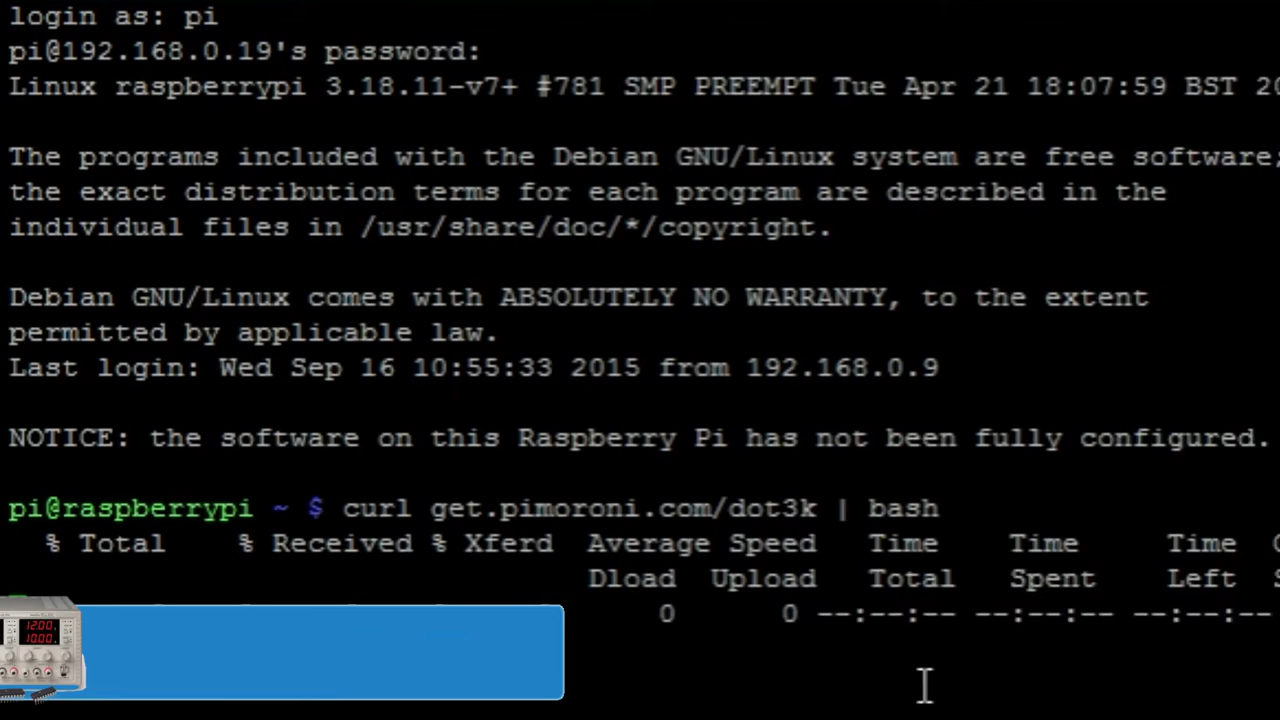 login as: pi
pi@192.168.0.19's password:
Linux raspberrypi 3.18.11-v7+ #781 SMP PREEMPT Tue Apr 21 18:07:59 BST
The programs included with the Debian GNU/Linux system are free software;
the exact distribution terms for each program are described in the
individual files in /usr/share/doc/*/copyright.
Debian GNU/Linux comes with ABSOLUTELY NO WARRANTY, to the extent
permitted by applicable law.
Last login: Wed Sep 16 10:55:33 2015 from 192.168.0.9
NOTICE: the software on this Raspberry Pi has not been fully configured.
pi@raspberrypi ~ $ curl get.pimoroni.com/dot3k | bash
% Total % Received % Xferd Average Speed Time Time Time
Dload Upload Total Spent Left
0 0 --:--:-- --:--:-- --:--:--
12.00
10.00